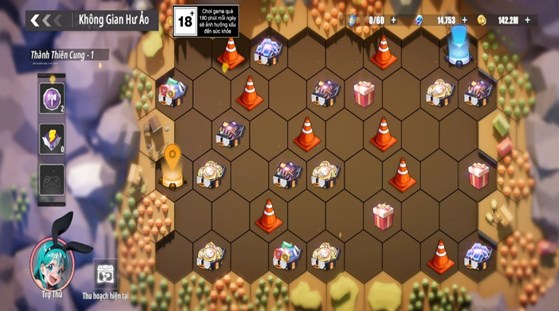 Không Gian Hư Ảo
18+
Chơi game quá
180 phút mỗi ngày
sẽ ảnh hưởng xấu
đến sức khỏe
0/60 +
14.753 +
142.2M +
Thành Thiên Cung - 1
2
0
Trợ Thủ
Thu hoạch hiện tại